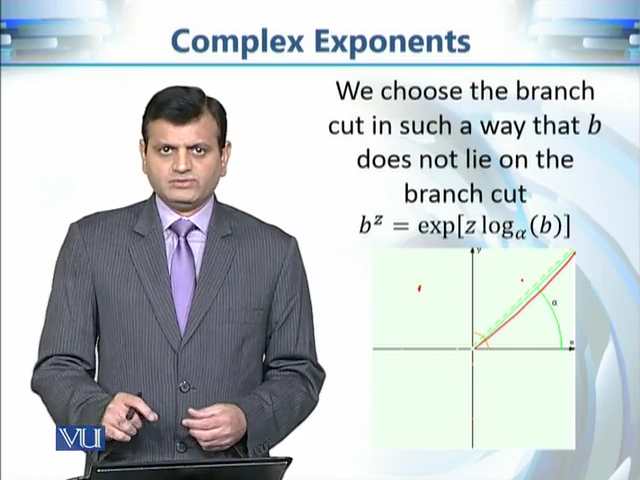 Complex Exponents
We choose the branch
cut in such a way that b
does not lie on the
branch cut
b^z = exp[z log_α(b)]
y
α
VU